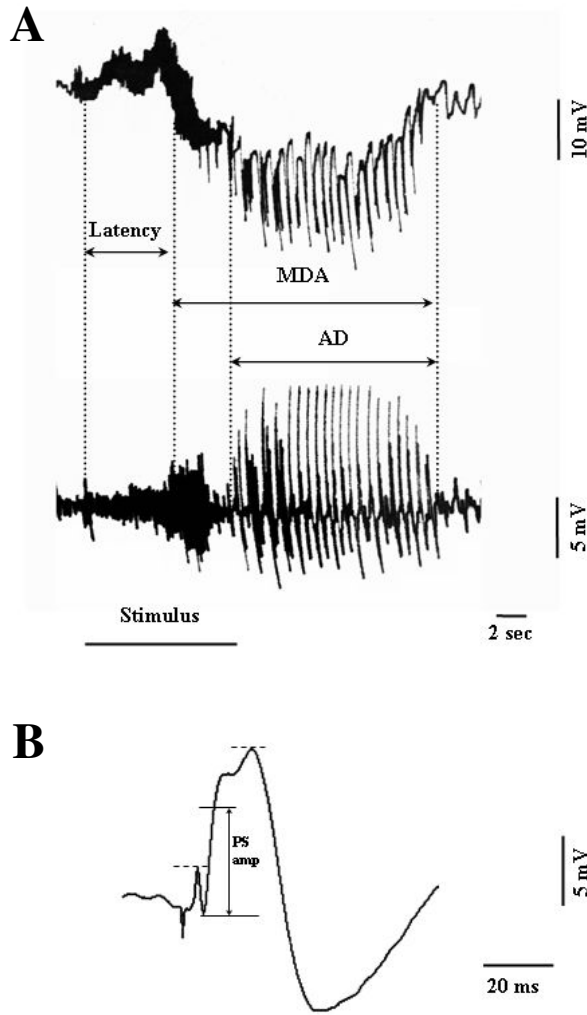 A
10 mV
Latency
MDA
AD
5 mV
Stimulus
2 sec
B
PS
amp
5 mV
20 ms